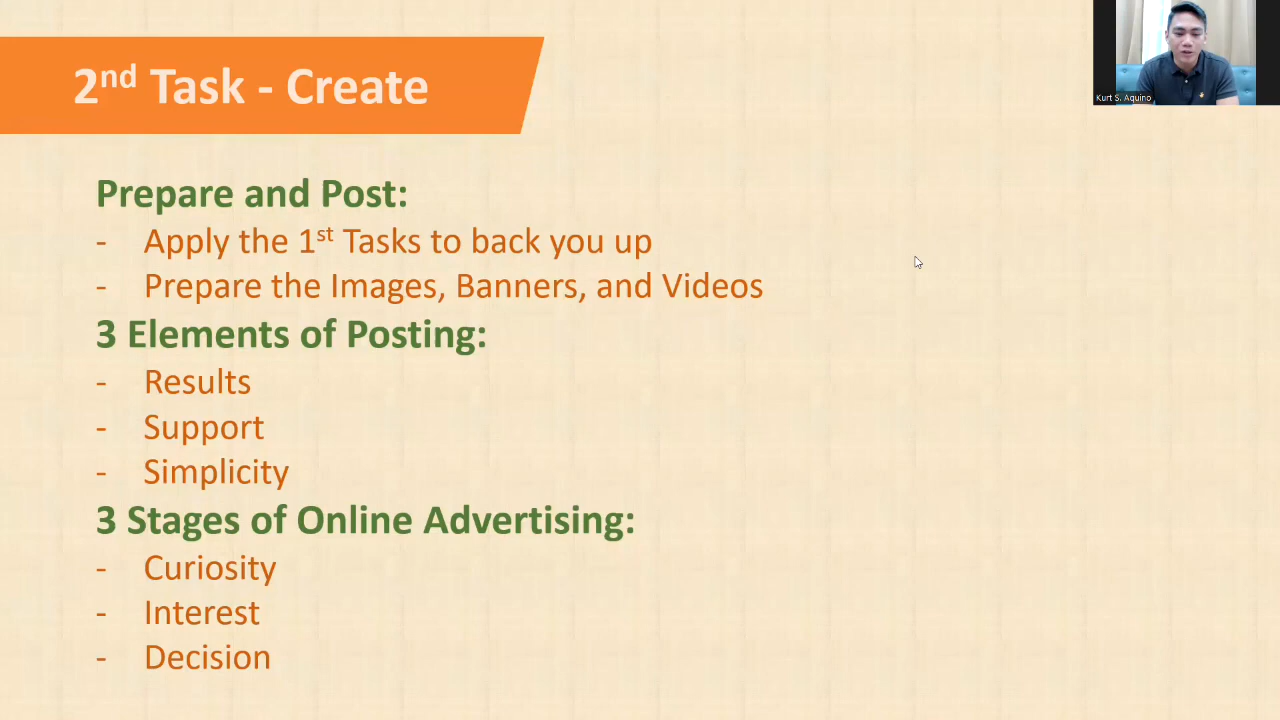 2nd Task - Create
Kurt S. Aquino
Prepare and Post:
- Apply the 1st Tasks to back you up
- Prepare the Images, Banners, and Videos
3 Elements of Posting:
- Results
- Support
- Simplicity
3 Stages of Online Advertising:
- Curiosity
- Interest
- Decision